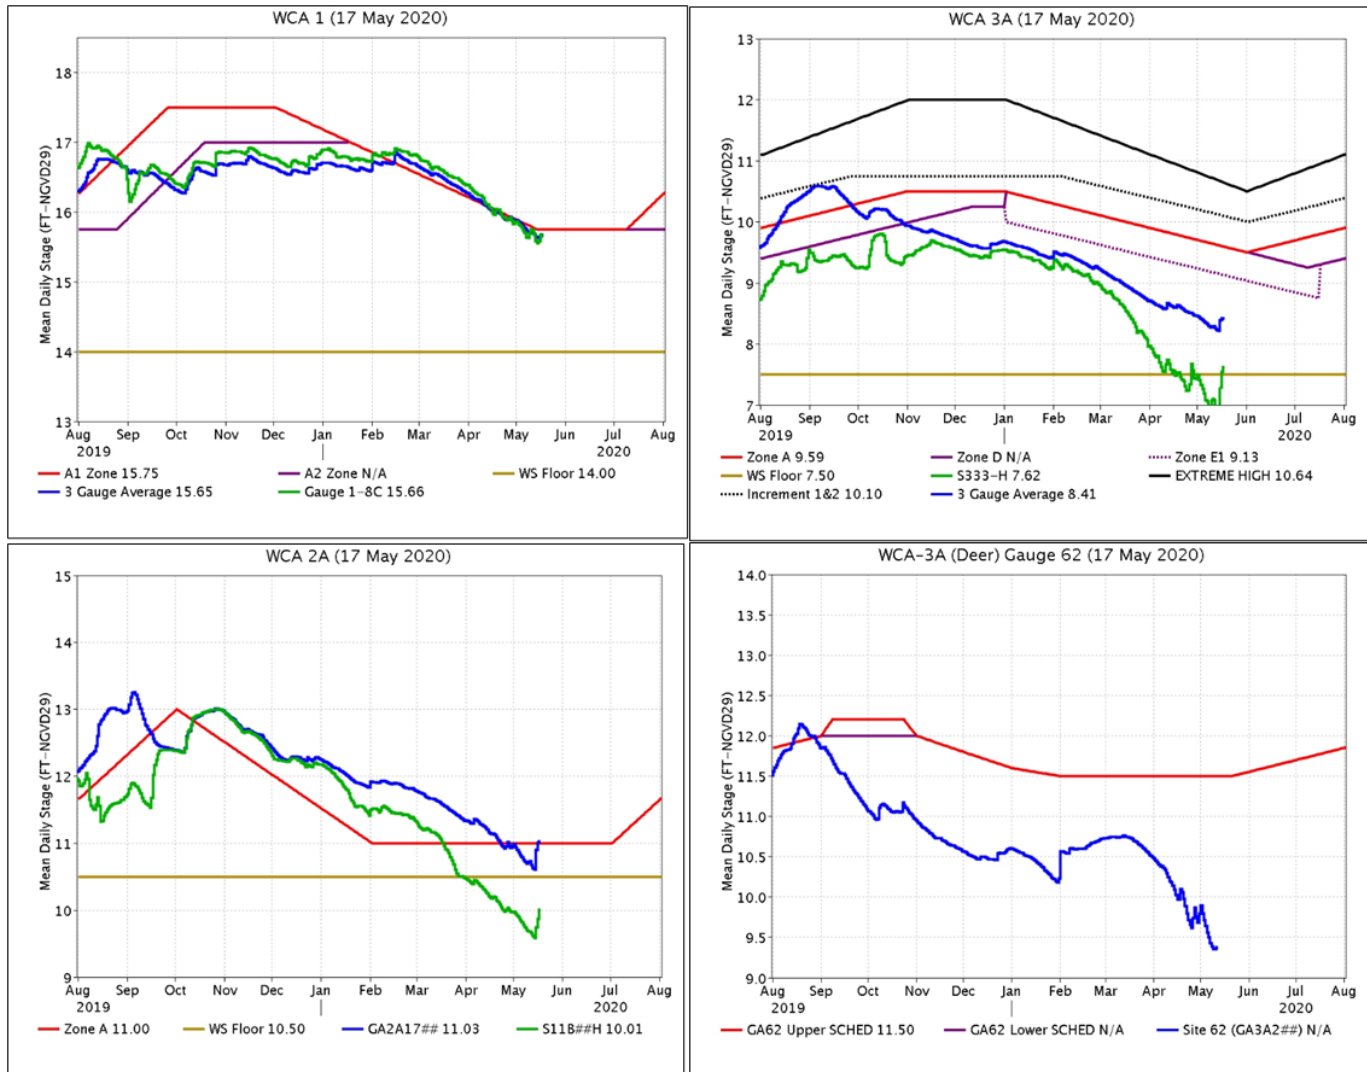 WCA 1 (17 May 2020)
Mean Daily Stage (FT-NGVD29)
18
17
16
15
14
13
Aug Sep Oct Nov Dec Jan Feb Mar Apr May Jun Jul Aug
2019 2020
A1 Zone 15.75 A2 Zone N/A WS Floor 14.00
3 Gauge Average 15.65 Gauge 1-8C 15.66
WCA 3A (17 May 2020)
Mean Daily Stage (FT-NGVD29)
13
12
11
10
9
8
7
Aug Sep Oct Nov Dec Jan Feb Mar Apr May Jun Jul Aug
2019 2020
Zone A 9.59 Zone D N/A Zone E1 9.13
WS Floor 7.50 S333-H 7.62 EXTREME HIGH 10.64
Increment 1&2 10.10 3 Gauge Average 8.41
WCA 2A (17 May 2020)
Mean Daily Stage (FT-NGVD29)
15
14
13
12
11
10
9
Aug Sep Oct Nov Dec Jan Feb Mar Apr May Jun Jul Aug
2019 2020
Zone A 11.00 WS Floor 10.50 GA2A17## 11.03 S11B##H 10.01
WCA-3A (Deer) Gauge 62 (17 May 2020)
Mean Daily Stage (FT-NGVD29)
14.0
13.5
13.0
12.5
12.0
11.5
11.0
10.5
10.0
9.5
9.0
Aug Sep Oct Nov Dec Jan Feb Mar Apr May Jun Jul Aug
2019 2020
GA62 Upper SCHED 11.50 GA62 Lower SCHED N/A Site 62 (GA3A2##) N/A